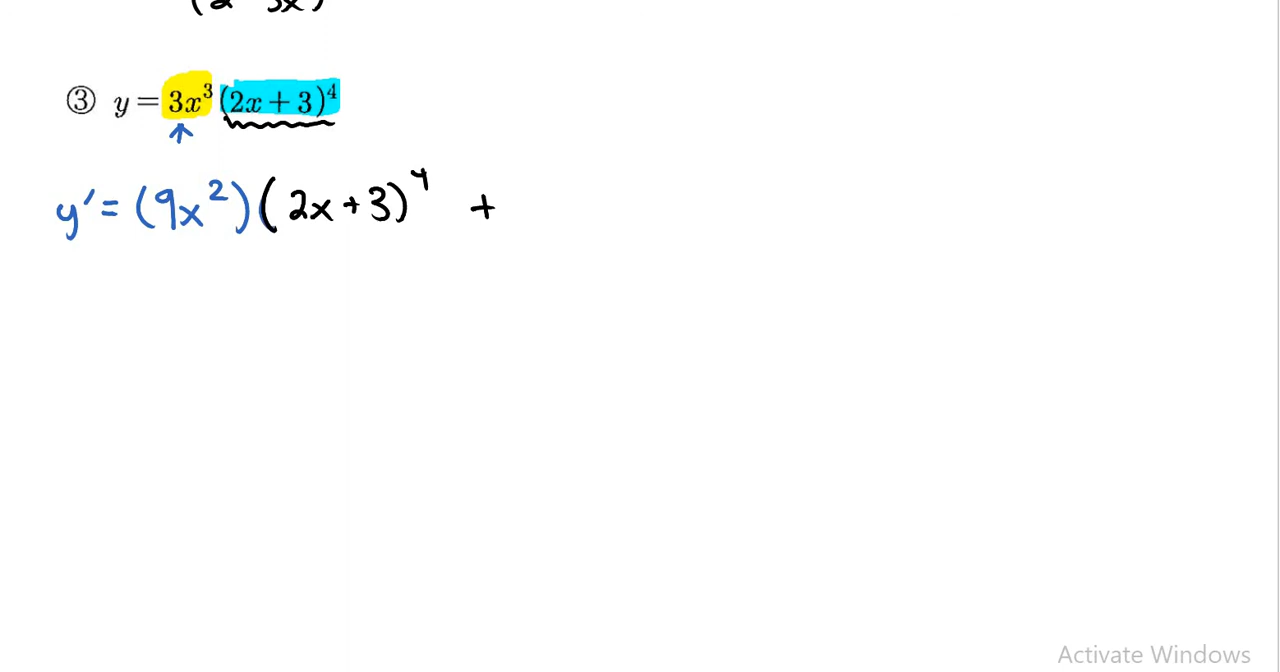 ③ y = 3x³ (2x + 3)⁴
y' = (9x²)(2x + 3)⁴ +
Activate Windows